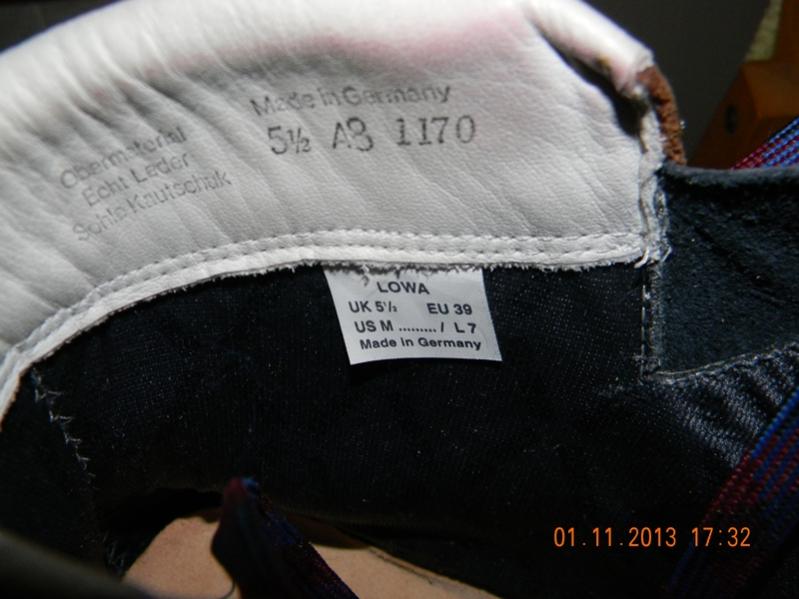 Made in Germany
5½ A8 1170
Obermaterial
Echt Leder
Sohle Kautschuk
LOWA
UK 5½ EU 39
US M ......... / L 7
Made in Germany
01.11.2013 17:32